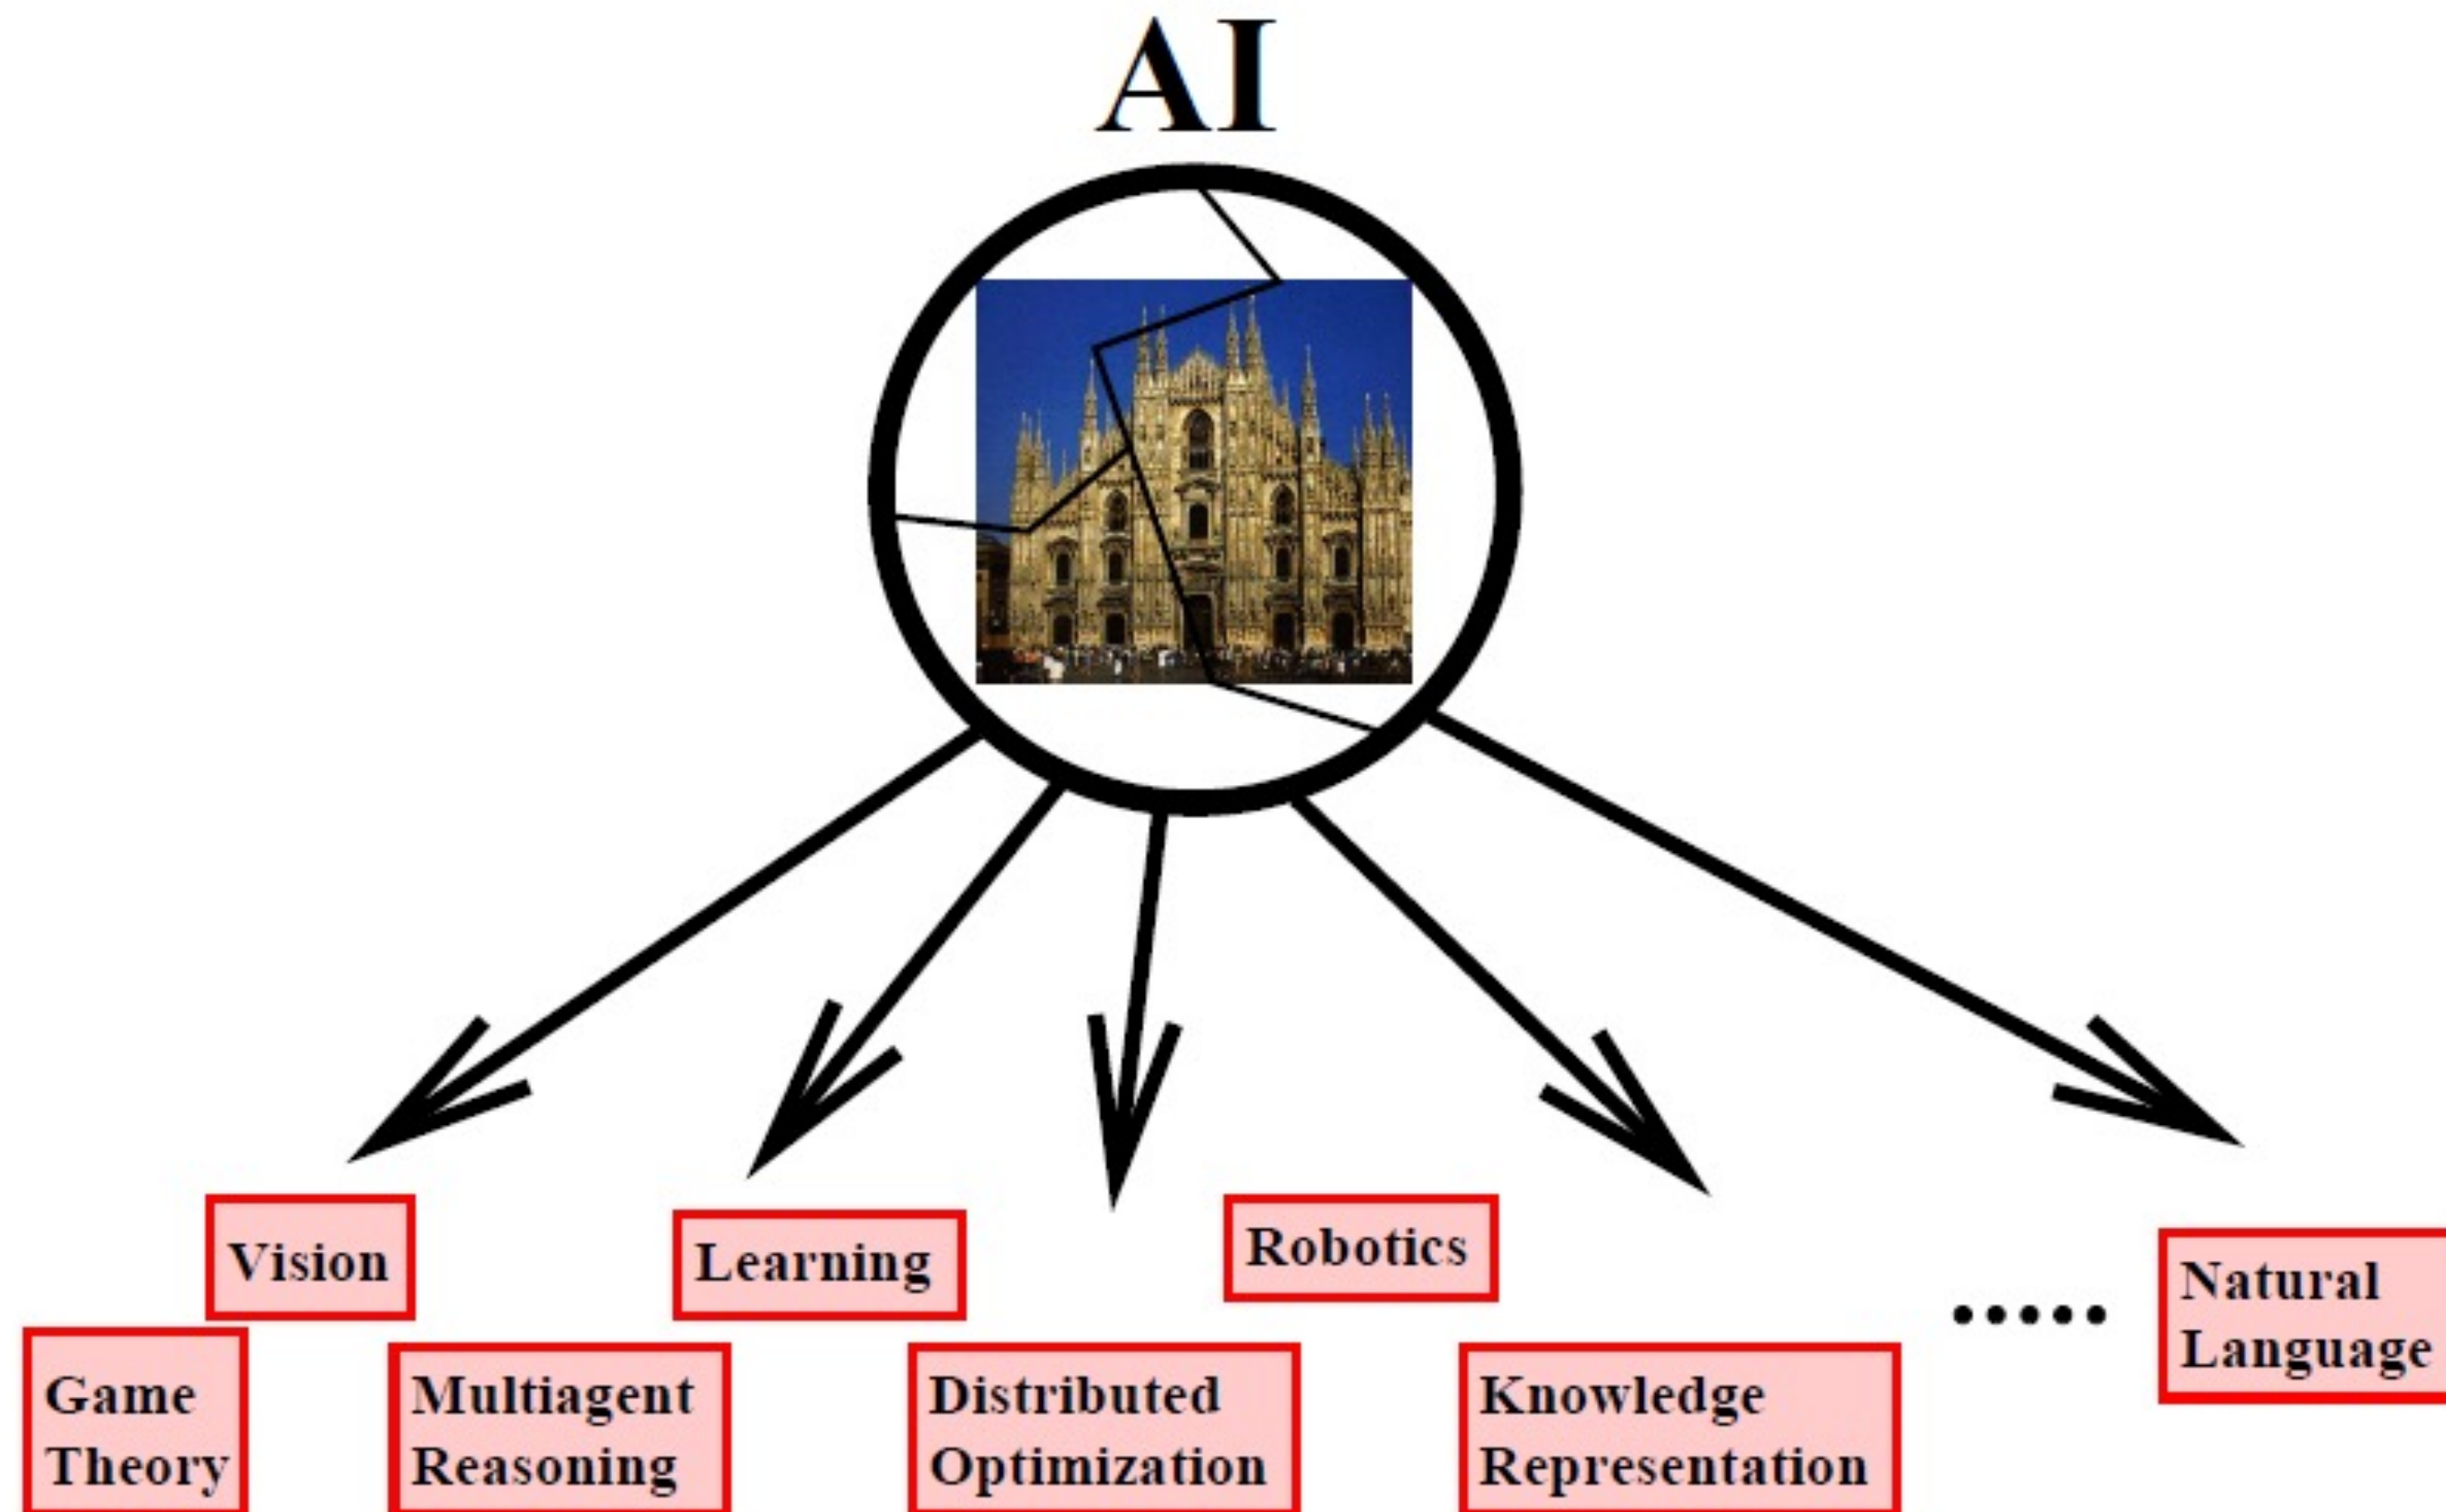 AI
Vision
Learning
Robotics
Natural
Language
Game
Theory
Multiagent
Reasoning
Distributed
Optimization
Knowledge
Representation
.....